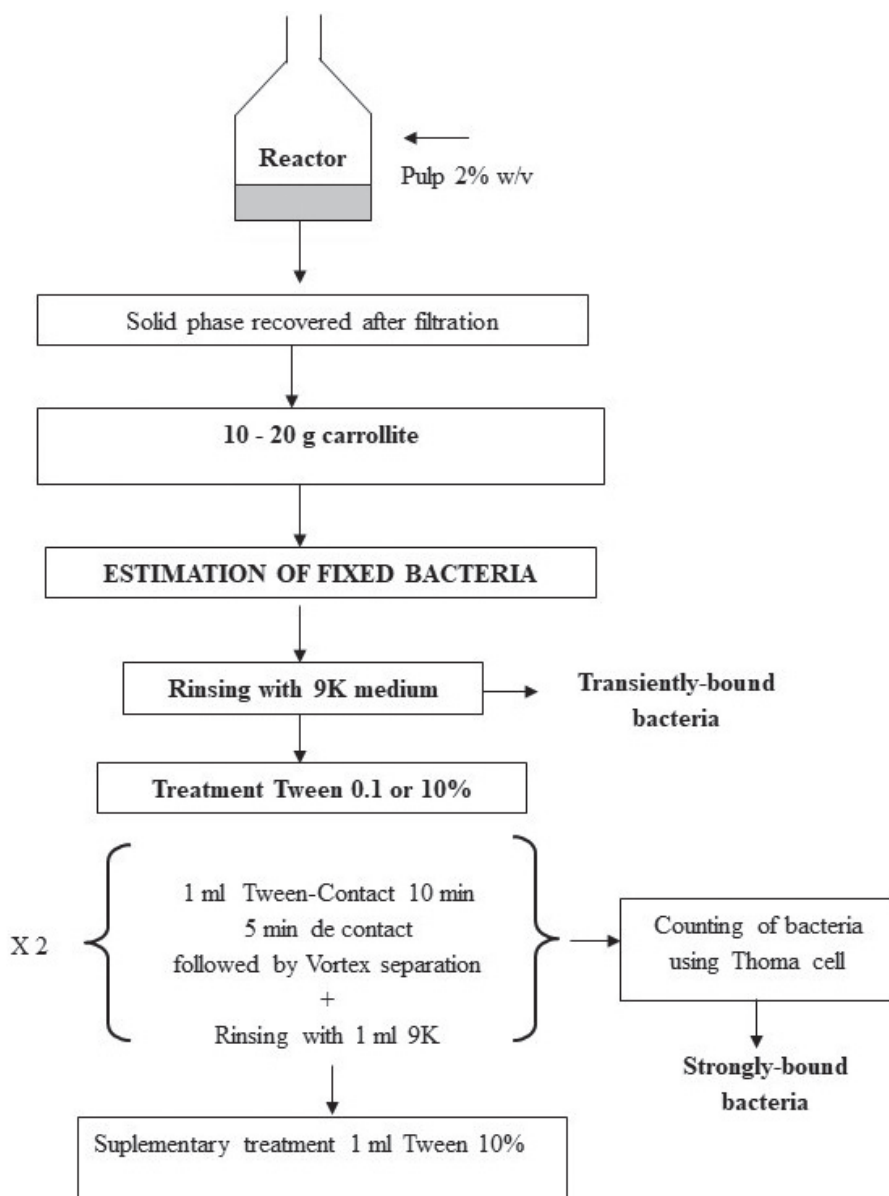 Reactor
Pulp 2% w/v
Solid phase recovered after filtration
10 - 20 g carrollite
ESTIMATION OF FIXED BACTERIA
Rinsing with 9K medium
Transiently-bound
bacteria
Treatment Tween 0.1 or 10%
X 2
1 ml Tween-Contact 10 min
5 min de contact
followed by Vortex separation
+
Rinsing with 1 ml 9K
Counting of bacteria
using Thoma cell
Strongly-bound
bacteria
Suplementary treatment 1 ml Tween 10%